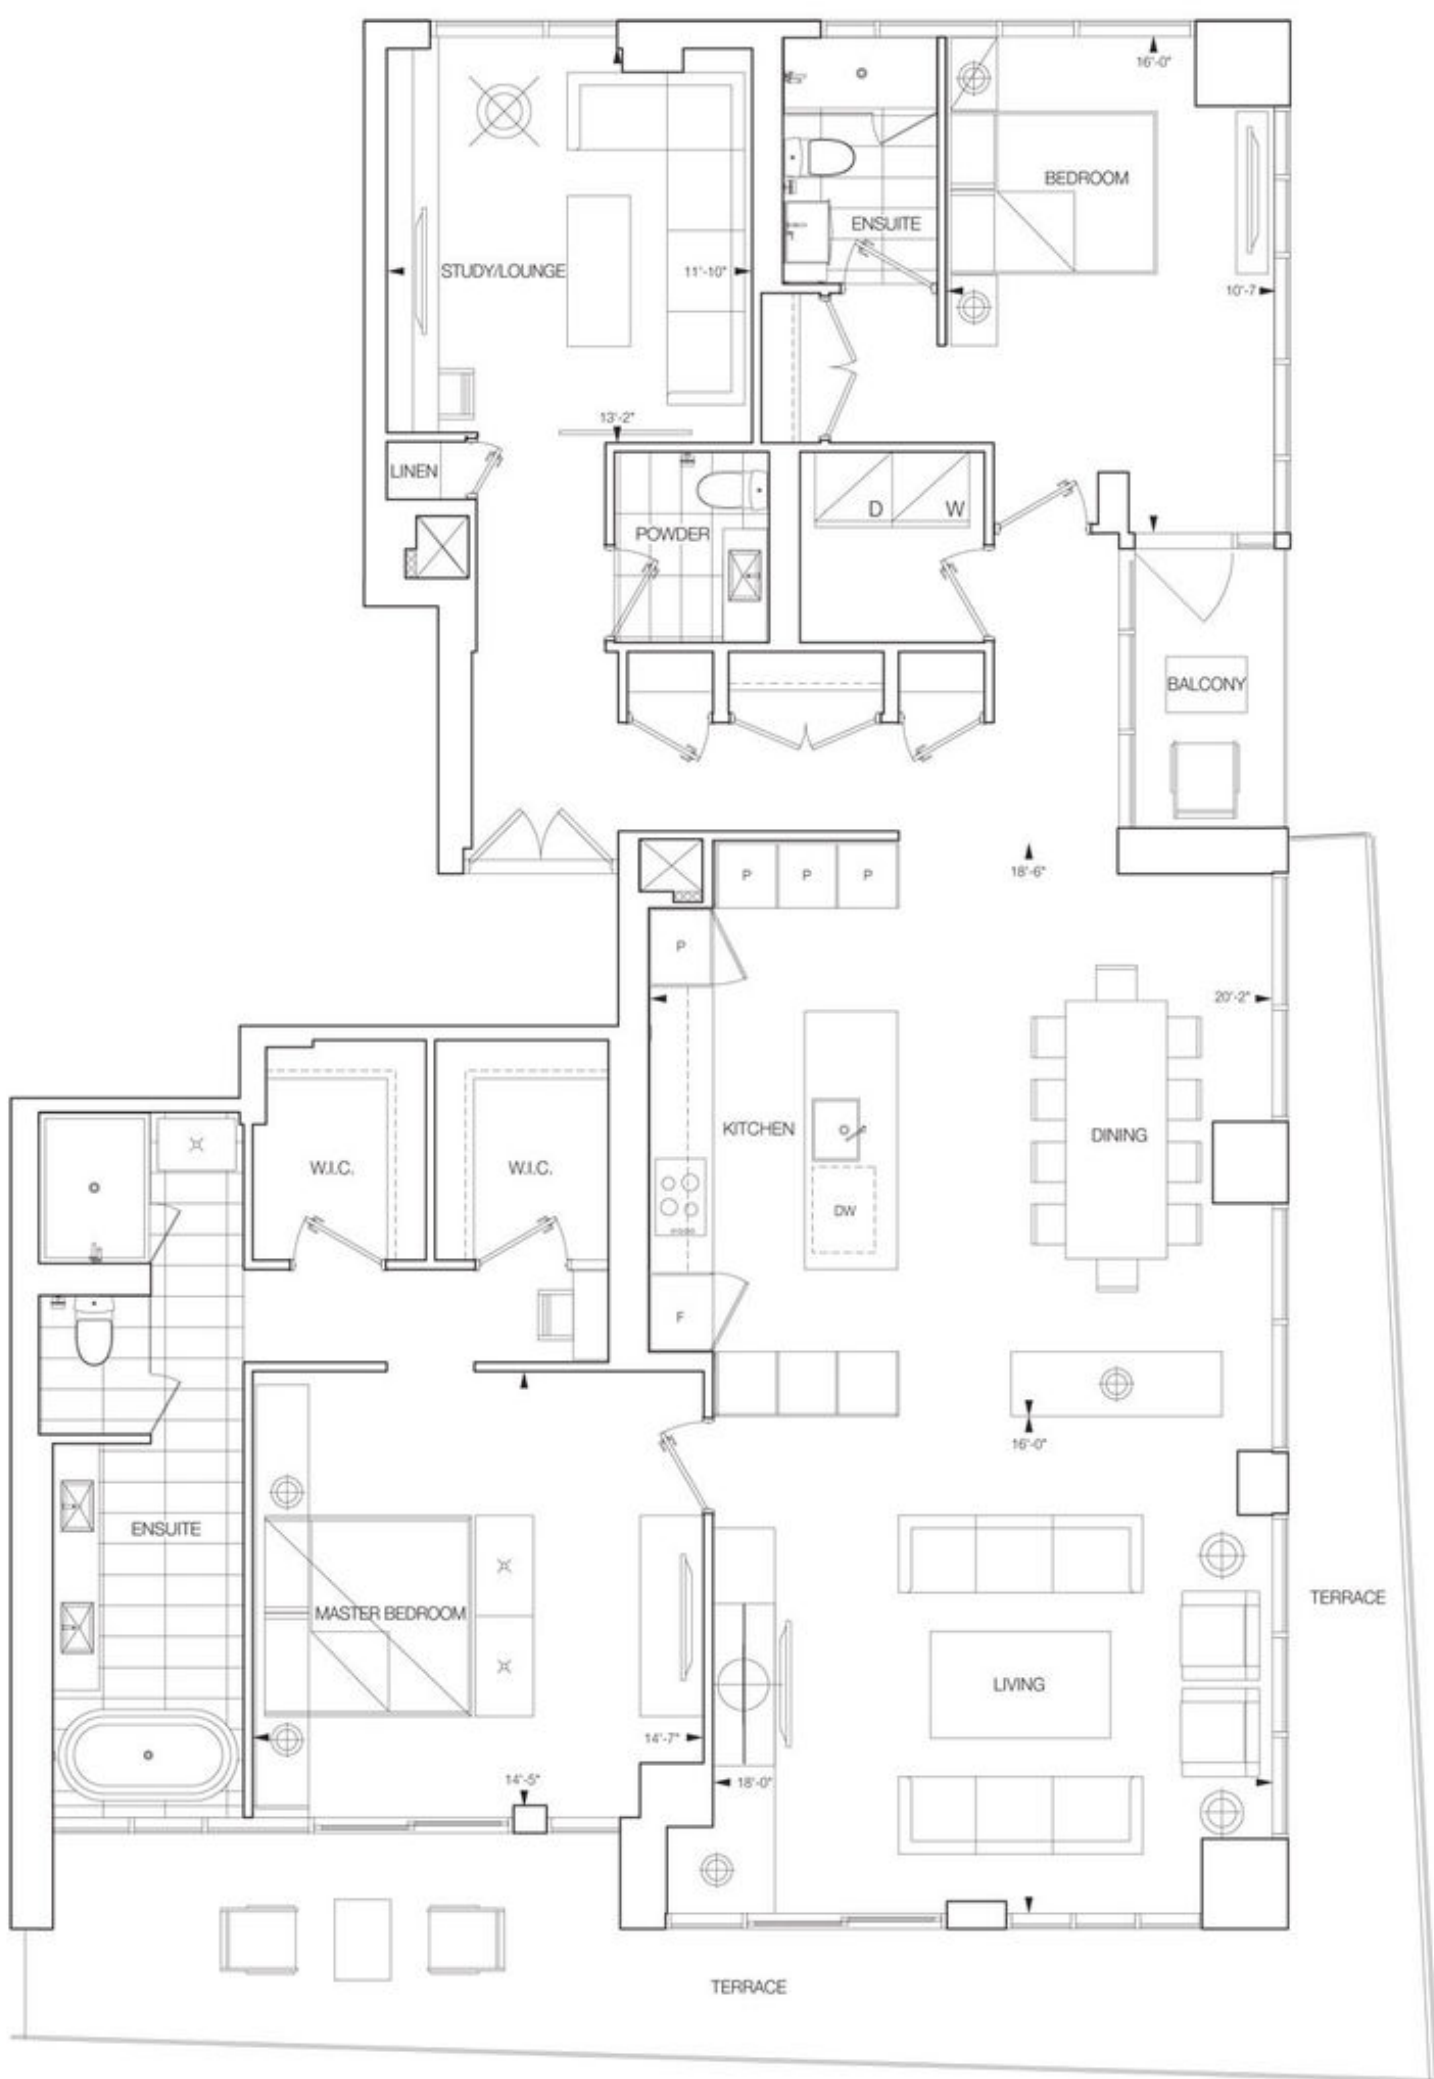 16'-0"
BEDROOM
ENSUITE
STUDY/LOUNGE
11'-10"
10'-7
13'-2"
LINEN
D
W
POWDER
BALCONY
18'-6"
P
P
P
P
20'-2"
KITCHEN
DINING
W.I.C.
W.I.C.
DW
F
16'-0"
ENSUITE
MASTER BEDROOM
TERRACE
LIVING
14'-7"
14'-5"
18'-0"
TERRACE